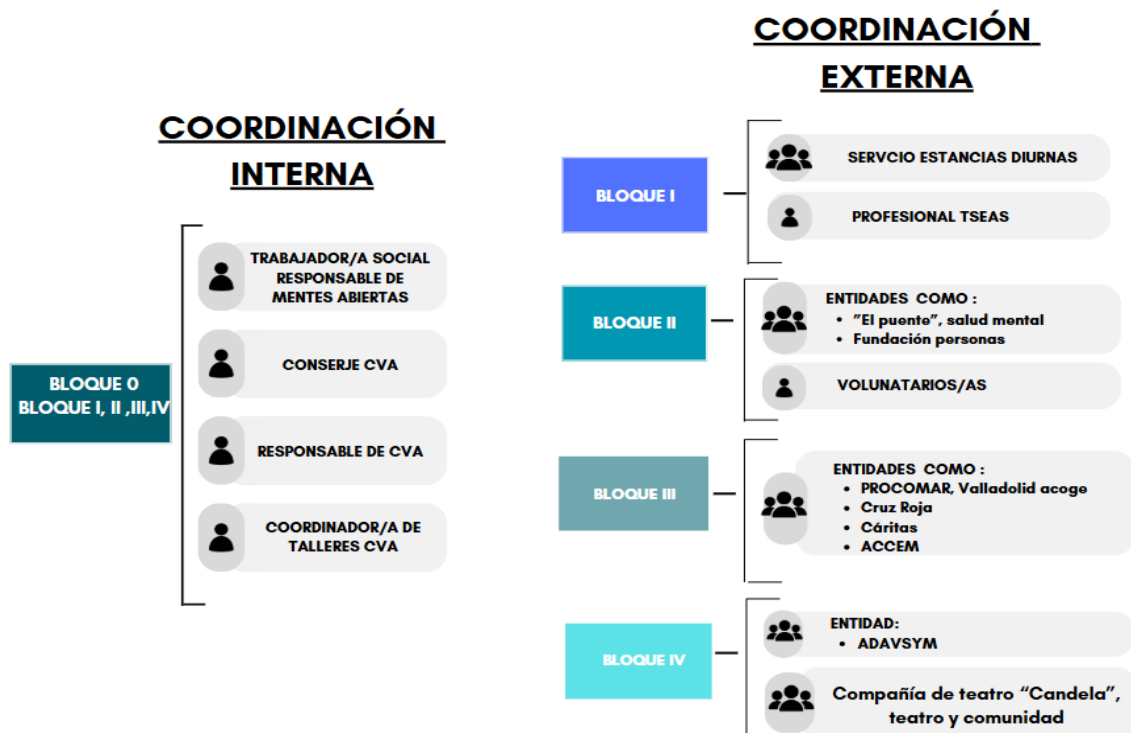 COORDINACIÓN
INTERNA
BLOQUE 0
BLOQUE I, II ,III,IV
TRABAJADOR/A SOCIAL
RESPONSABLE DE
MENTES ABIERTAS
CONSERJE CVA
RESPONSABLE DE CVA
COORDINADOR/A DE
TALLERES CVA
COORDINACIÓN
EXTERNA
BLOQUE I
SERVCIO ESTANCIAS DIURNAS
PROFESIONAL TSEAS
BLOQUE II
ENTIDADES COMO :
• "El puente", salud mental
• Fundación personas
VOLUNTARIOS/AS
BLOQUE III
ENTIDADES COMO :
• PROCOMAR, Valladolid acoge
• Cruz Roja
• Cáritas
• ACCEM
BLOQUE IV
ENTIDAD:
• ADAVSYM
Compañía de teatro “Candela”,
teatro y comunidad